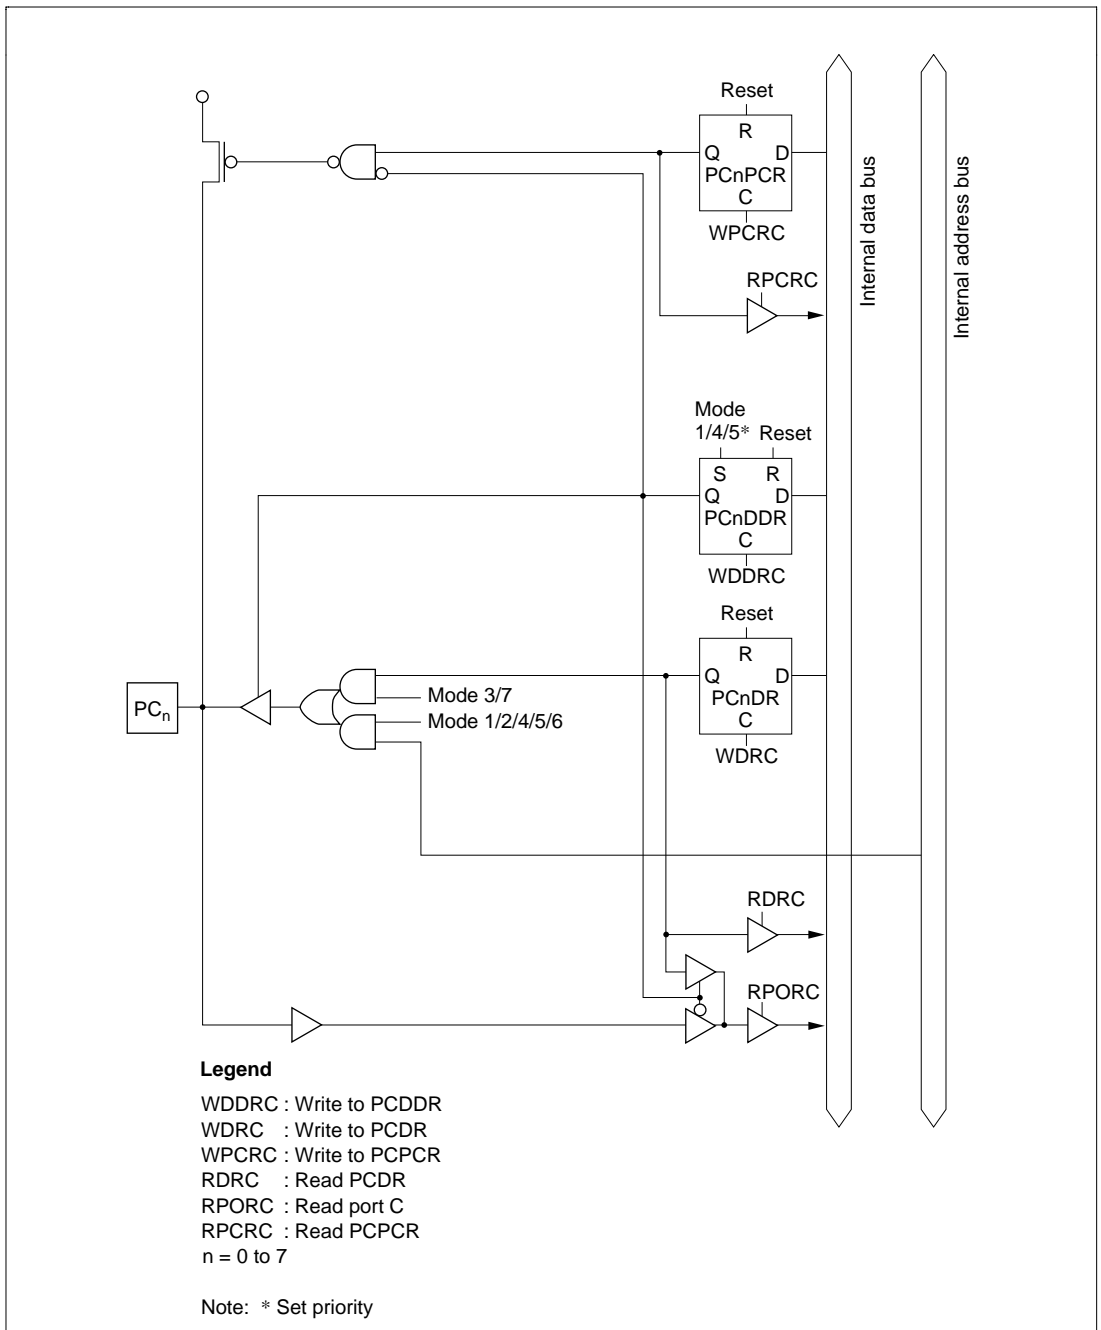 Reset
R
Q D
PCnPCR
C
WPCRC
RPCRC
Internal data bus
Internal address bus
Mode
1/4/5* Reset
S R
Q D
PCnDDR
C
WDDRC
Reset
R
Q D
PCnDR
C
WDRC
PCn
Mode 3/7
Mode 1/2/4/5/6
RDRC
RPORC
Legend
WDDRC : Write to PCDDR
WDRC : Write to PCDR
WPCRC : Write to PCPCR
RDRC : Read PCDR
RPORC : Read port C
RPCRC : Read PCPCR
n = 0 to 7
Note: * Set priority